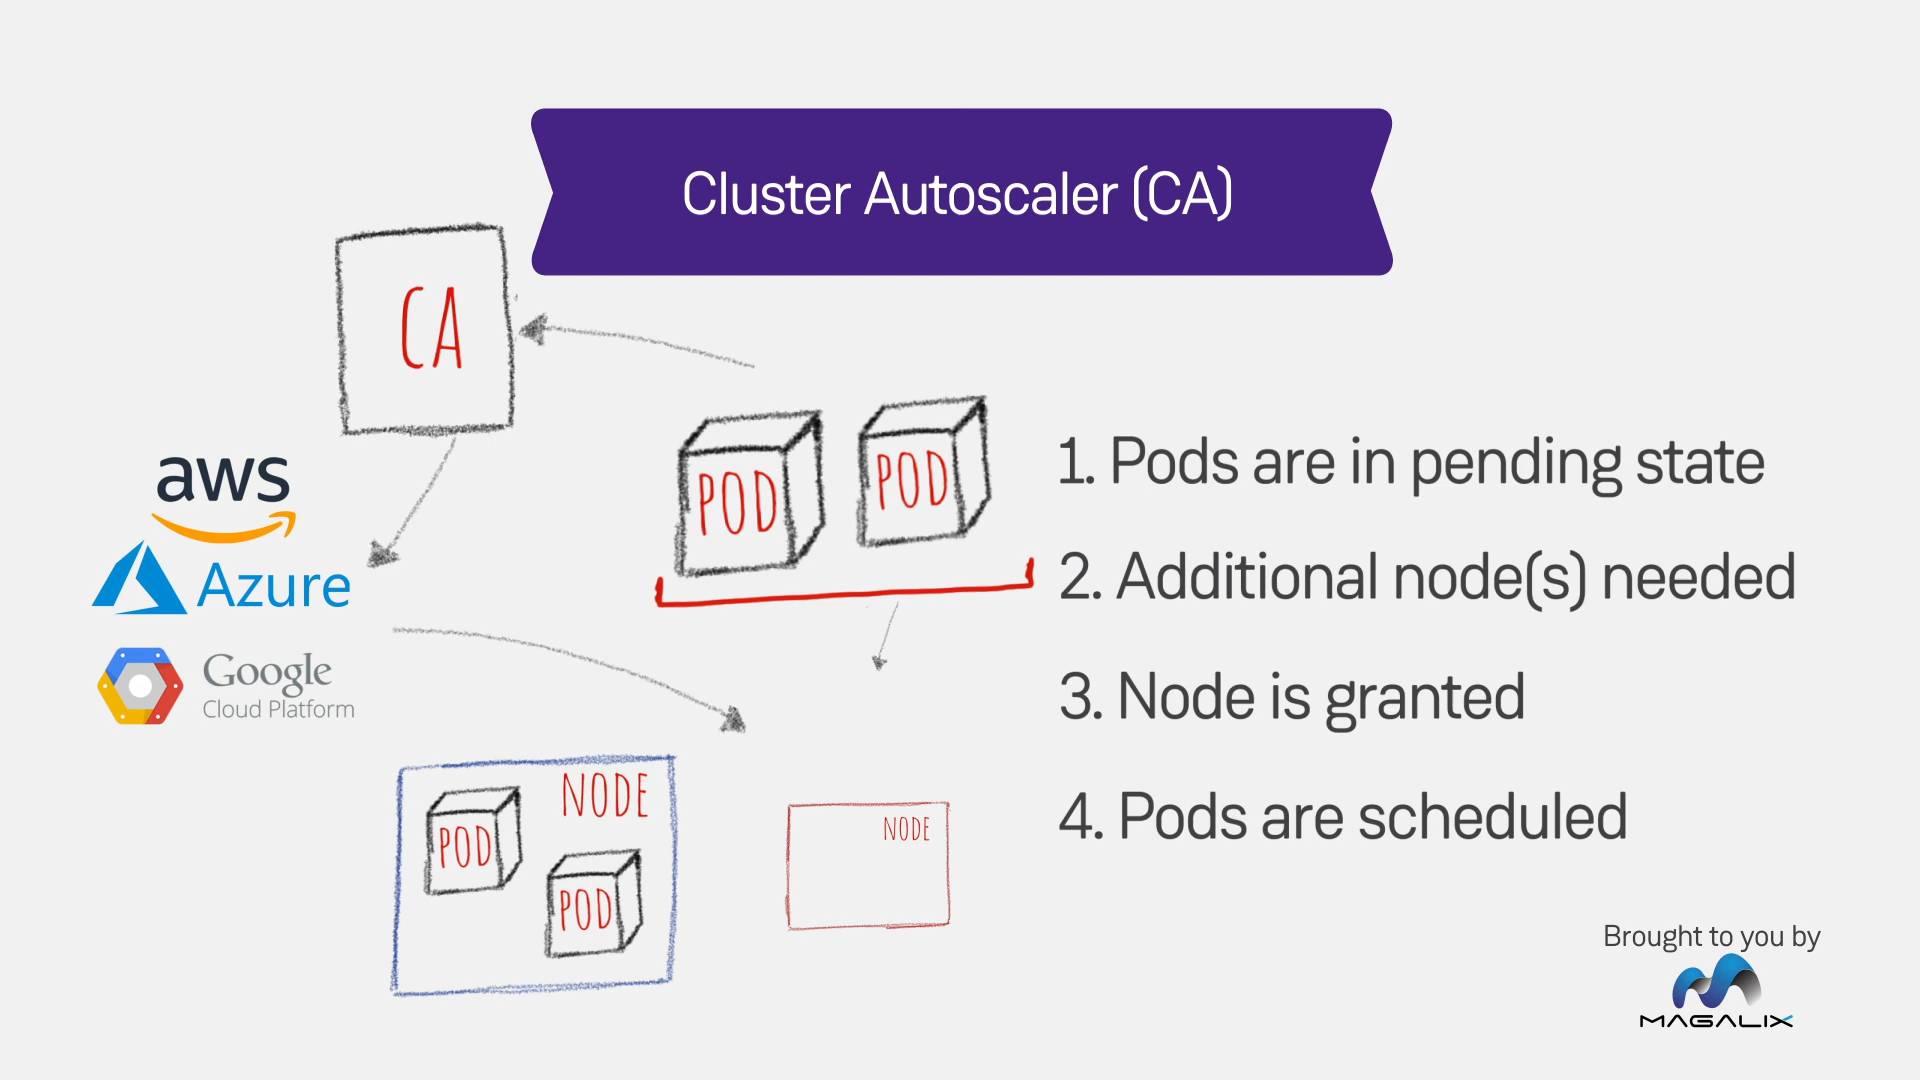 Cluster Autoscaler (CA)
CA
aws
Azure
Google
Cloud Platform
POD
POD
1. Pods are in pending state
2. Additional node(s) needed
3. Node is granted
4. Pods are scheduled
NODE
POD
POD
NODE
Brought to you by
MAGALIX